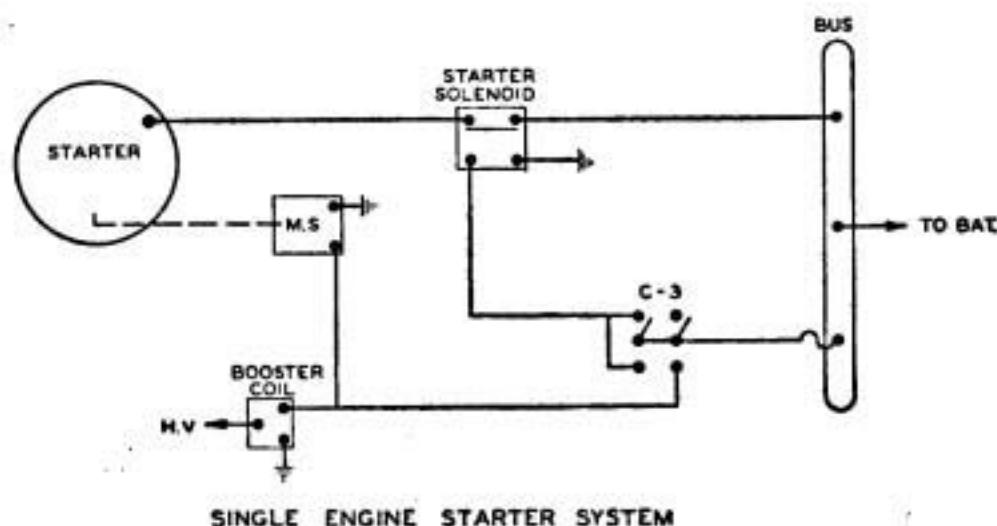 BUS
STARTER
SOLENOID
STARTER
M.S
TO BAT.
C-3
BOOSTER
COIL
H.V
SINGLE ENGINE STARTER SYSTEM